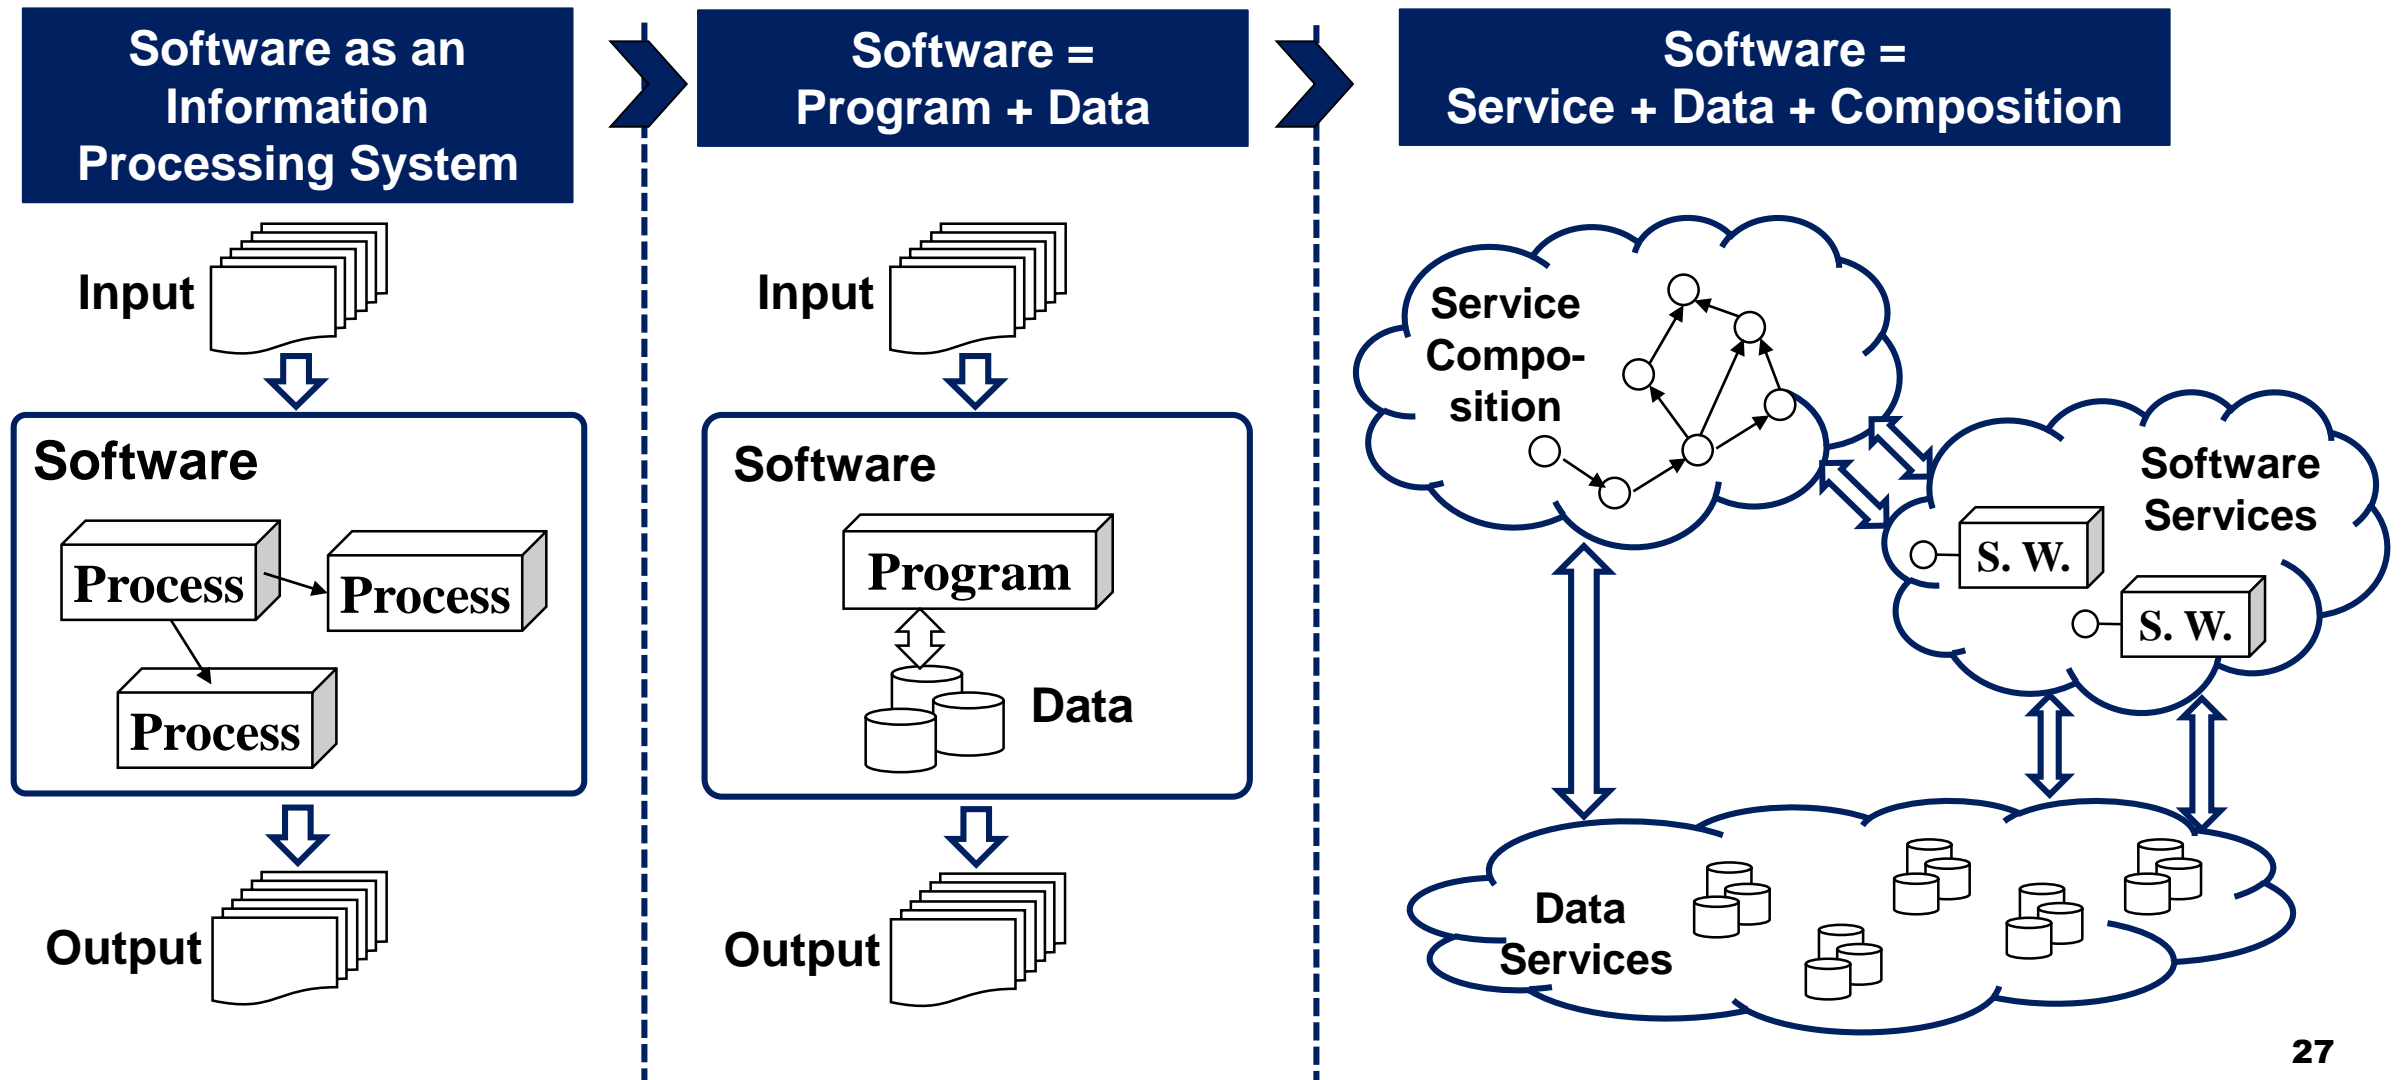 Software as an
Information
Processing System
Input
Software
Process
Process
Process
Output
Software =
Program + Data
Input
Software
Program
Data
Output
Software =
Service + Data + Composition
Service
Compo-
sition
Software
Services
S. W.
S. W.
Data
Services
27